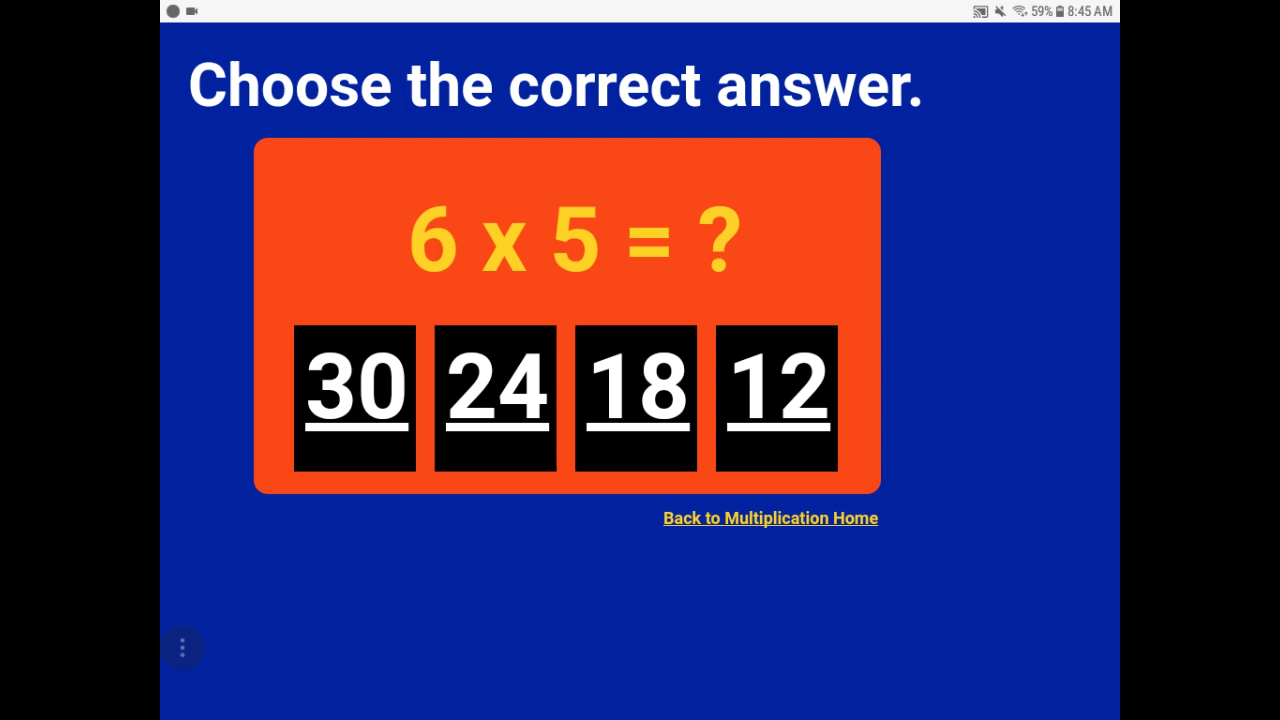 59% 8:45 AM
Choose the correct answer.
6 x 5 = ?
30 24 18 12
Back to Multiplication Home